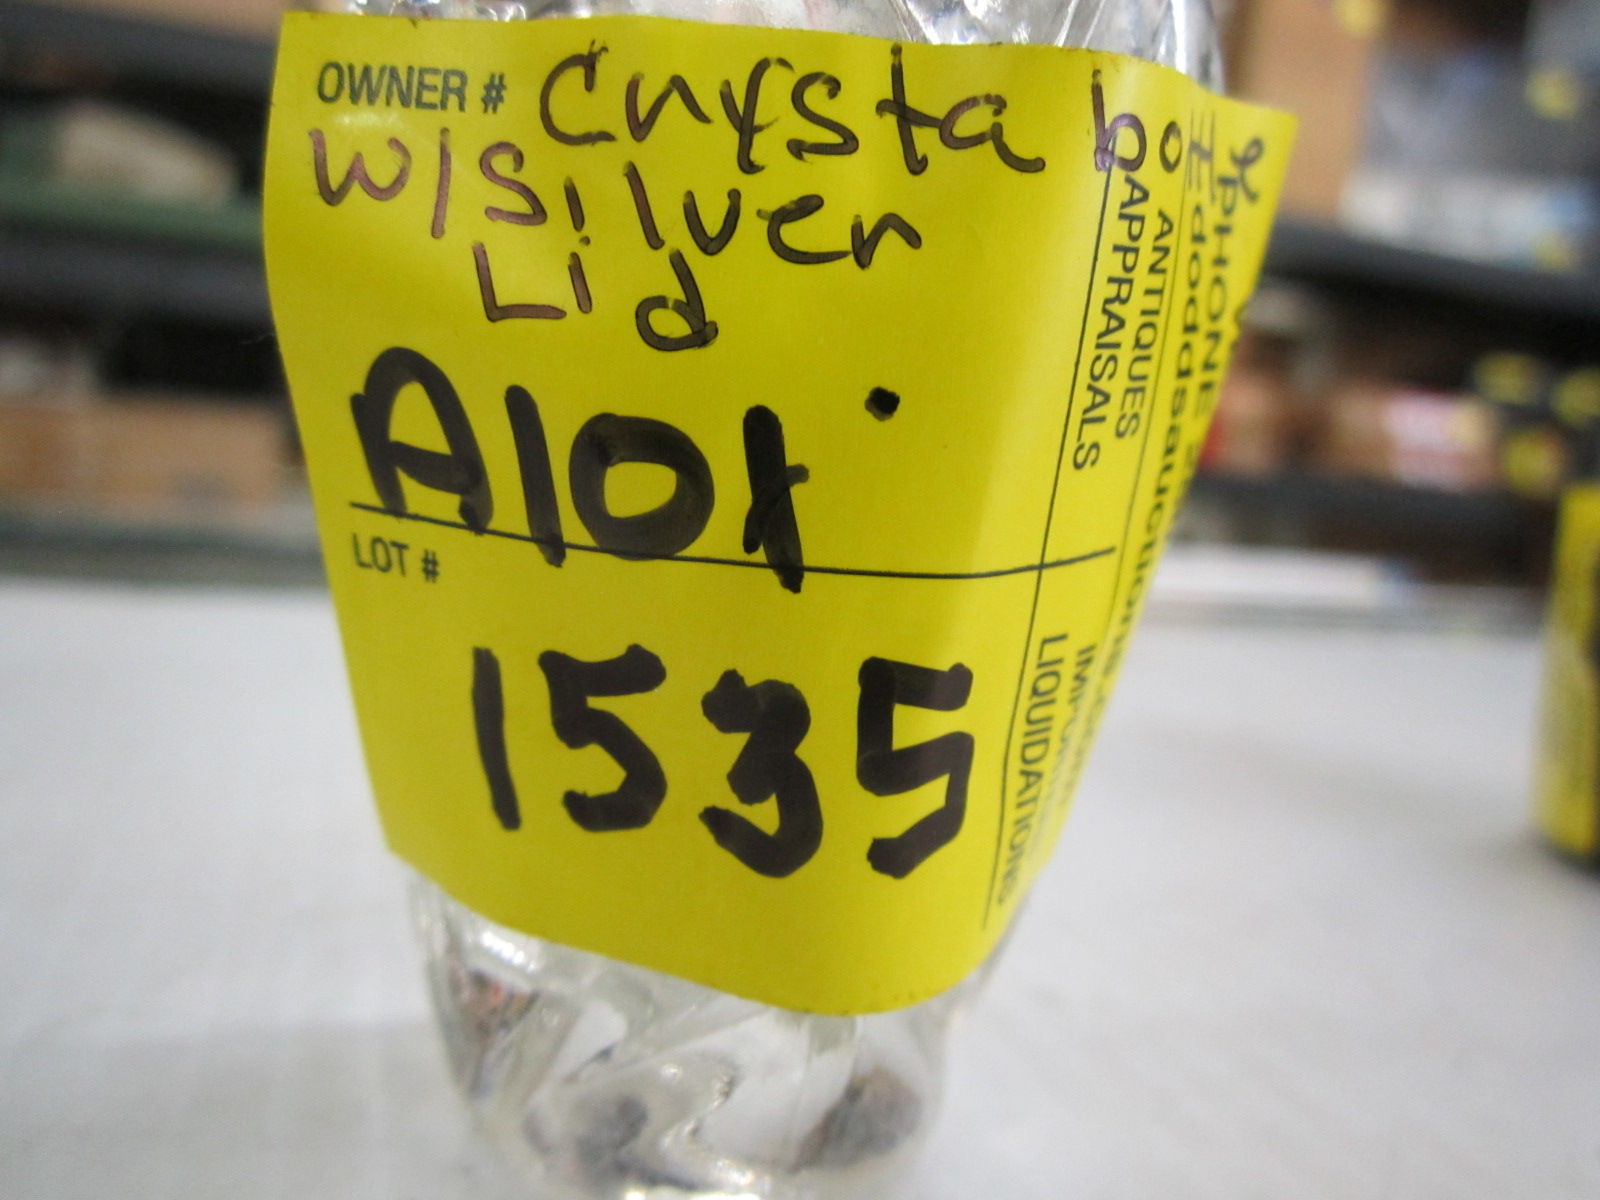 OWNER # Crysta bo
w/Silver
Lid
A101
LOT #
1535
ANTIQUES
APPRAISALS
LIQUIDATIONS
PHONE